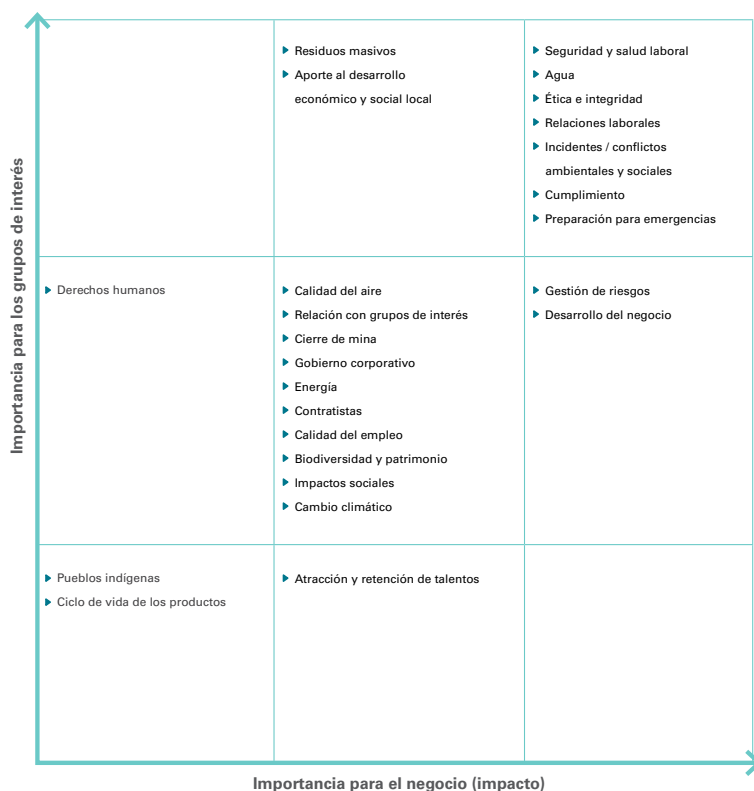 Importancia para los grupos de interés
Residuos masivos
Aporte al desarrollo
económico y social local
Seguridad y salud laboral
Agua
Ética e integridad
Relaciones laborales
Incidentes / conflictos
ambientales y sociales
Cumplimiento
Preparación para emergencias
Derechos humanos
Calidad del aire
Relación con grupos de interés
Cierre de mina
Gobierno corporativo
Energía
Contratistas
Calidad del empleo
Biodiversidad y patrimonio
Impactos sociales
Cambio climático
Gestión de riesgos
Desarrollo del negocio
Pueblos indígenas
Ciclo de vida de los productos
Atracción y retención de talentos
Importancia para el negocio (impacto)